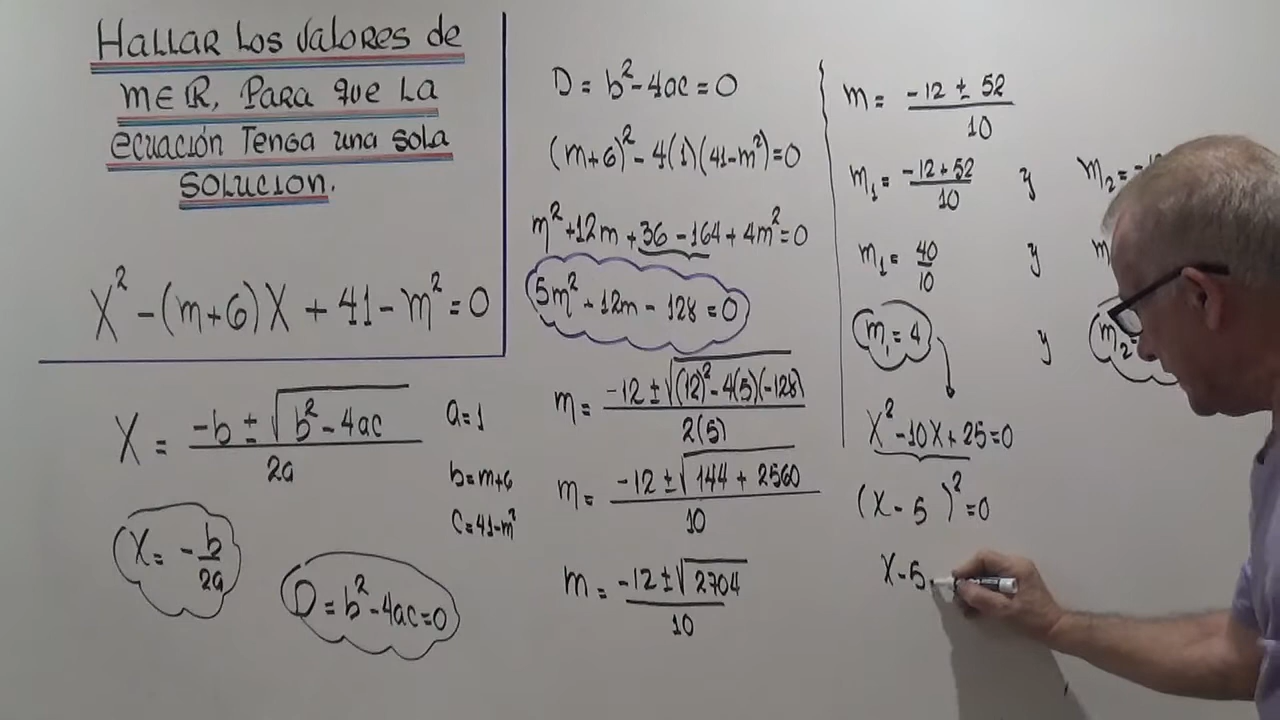 HALLAR LOS VALORES de
m∈ℝ, PARA QUE LA
ECUACIÓN TENGA UNA SOLA
SOLUCION.
X² - (m+6)X + 41 - m² = 0
X = (-b ± √(b² - 4ac)) / 2a
a = 1
b = m+6
C = 41 - m²
X = - b/2a
D = b² - 4ac = 0
D = b² - 4ac = 0
(m+6)² - 4(1)(41 - m²) = 0
m² + 12m + 36 - 164 + 4m² = 0
5m² + 12m - 128 = 0
m = (-12 ± √((12)² - 4(5)(-128))) / 2(5)
m = (-12 ± √(144 + 2560)) / 10
m = (-12 ± √2704) / 10
m = (-12 ± 52) / 10
m₁ = (-12 + 52) / 10 y m₂ =
m₁ = 40/10 y m
m₁ = 4 y m₂ =
X² - 10X + 25 = 0
(X - 5)² = 0
X - 5